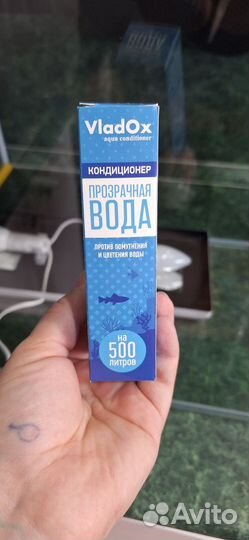 VladOx
aqua conditioner
КОНДИЦИОНЕР
ПРОЗРАЧНАЯ
ВОДА
ПРОТИВ ПОМУТНЕНИЯ
И ЦВЕТЕНИЯ ВОДЫ
на
500
литров
Avito